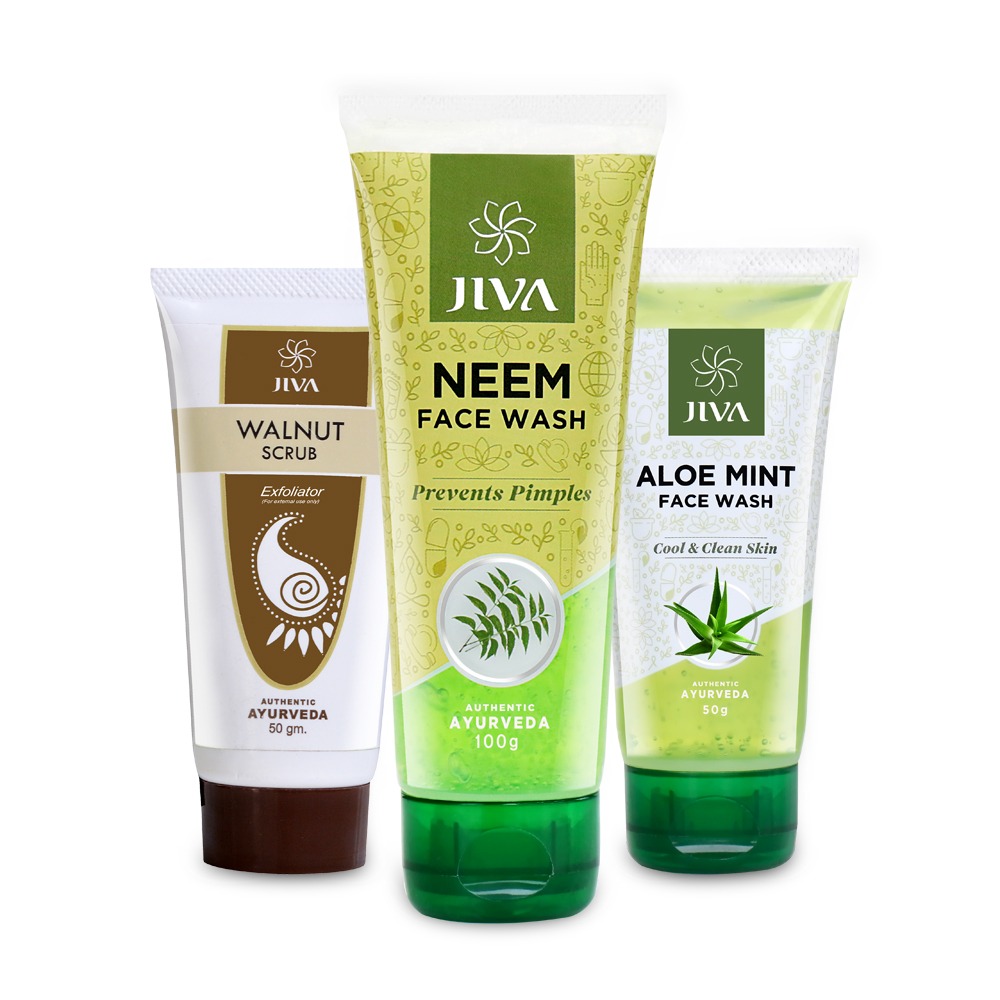 JIVA
WALNUT
SCRUB
Exfoliator
(For external use only)
AUTHENTIC
AYURVEDA
50 gm.
JIVA
NEEM
FACE WASH
Prevents Pimples
AUTHENTIC
AYURVEDA
100g
JIVA
ALOE MINT
FACE WASH
Cool & Clean Skin
AUTHENTIC
AYURVEDA
50g